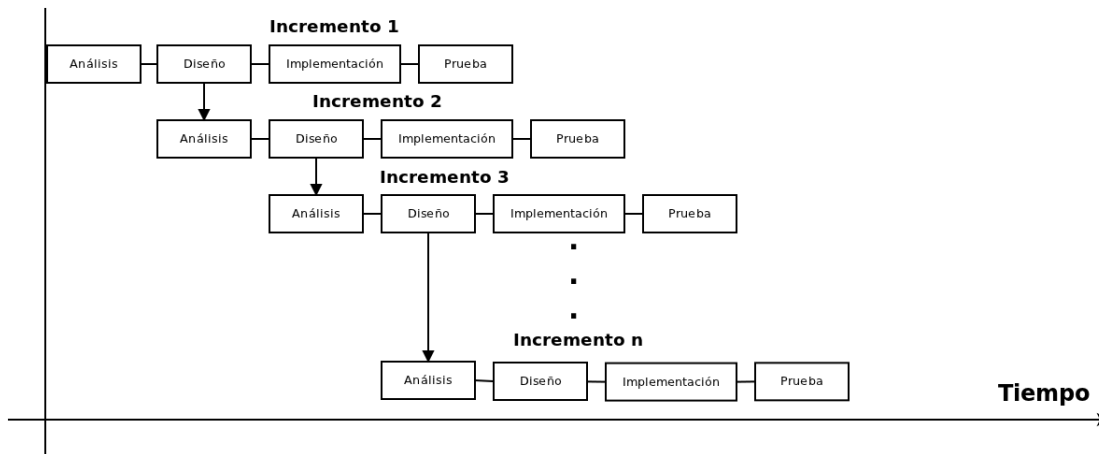 Incremento 1
Análisis Diseño Implementación Prueba
Incremento 2
Análisis Diseño Implementación Prueba
Incremento 3
Análisis Diseño Implementación Prueba
Incremento n
Análisis Diseño Implementación Prueba
Tiempo